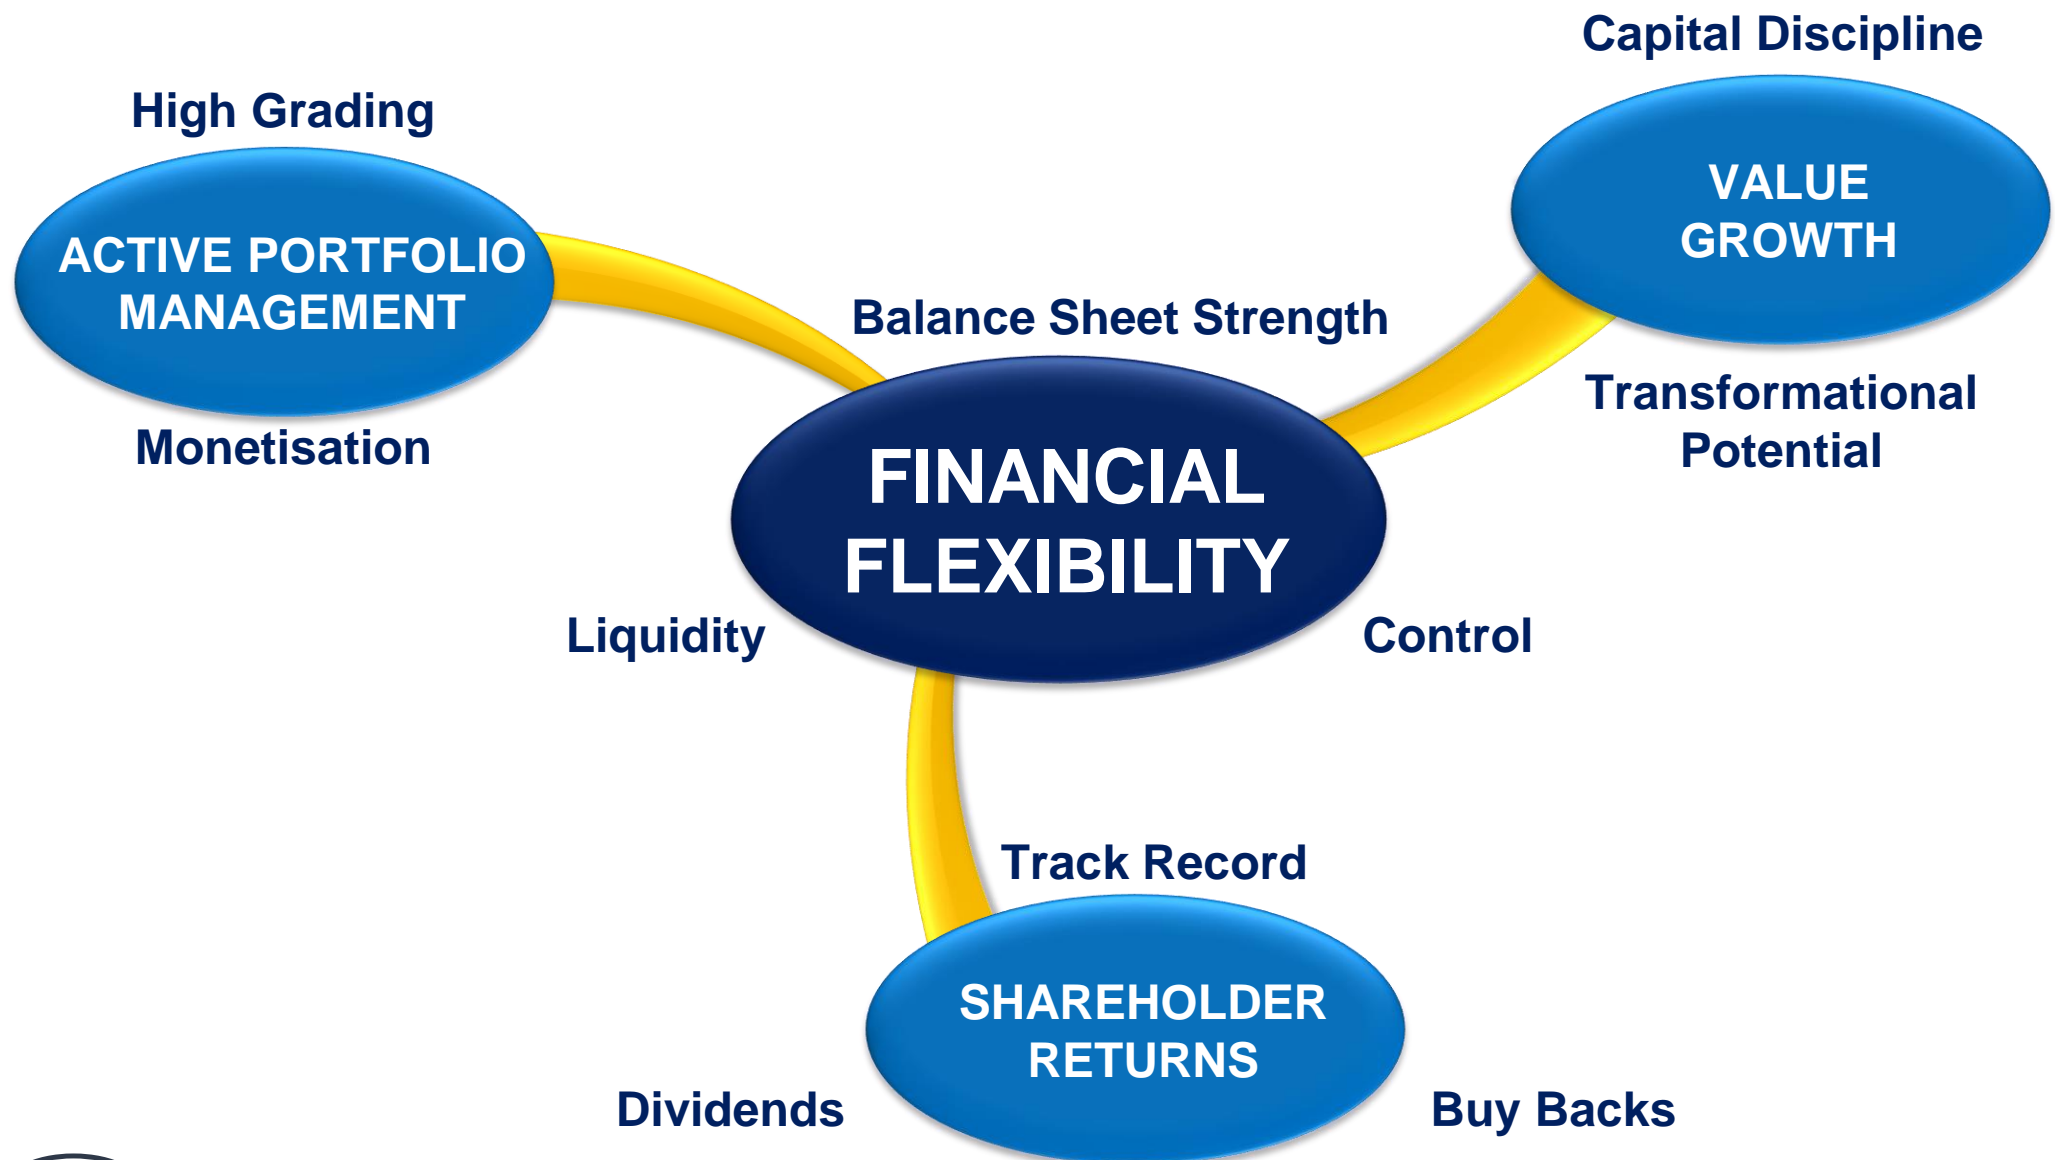 Capital Discipline
High Grading
VALUE
GROWTH
ACTIVE PORTFOLIO
MANAGEMENT
Balance Sheet Strength
Transformational
Potential
Monetisation
FINANCIAL
FLEXIBILITY
Liquidity
Control
Track Record
SHAREHOLDER
RETURNS
Dividends
Buy Backs